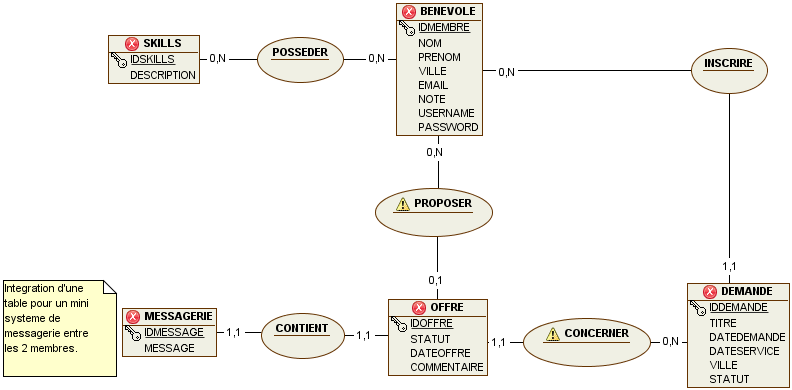 BENEVOLE
IDMEMBRE
NOM
PRENOM
VILLE
EMAIL
NOTE
USERNAME
PASSWORD
SKILLS
IDSKILLS
DESCRIPTION
0,N
POSSEDER
0,N
0,N
INSCRIRE
0,N
PROPOSER
0,1
1,1
Integration d'une
table pour un mini
systeme de
messagerie entre
les 2 membres.
MESSAGERIE
IDMESSAGE
MESSAGE
1,1
CONTIENT
1,1
OFFRE
IDOFFRE
STATUT
DATEOFFRE
COMMENTAIRE
1,1
CONCERNER
0,N
DEMANDE
IDDEMANDE
TITRE
DATEDEMANDE
DATESERVICE
VILLE
STATUT